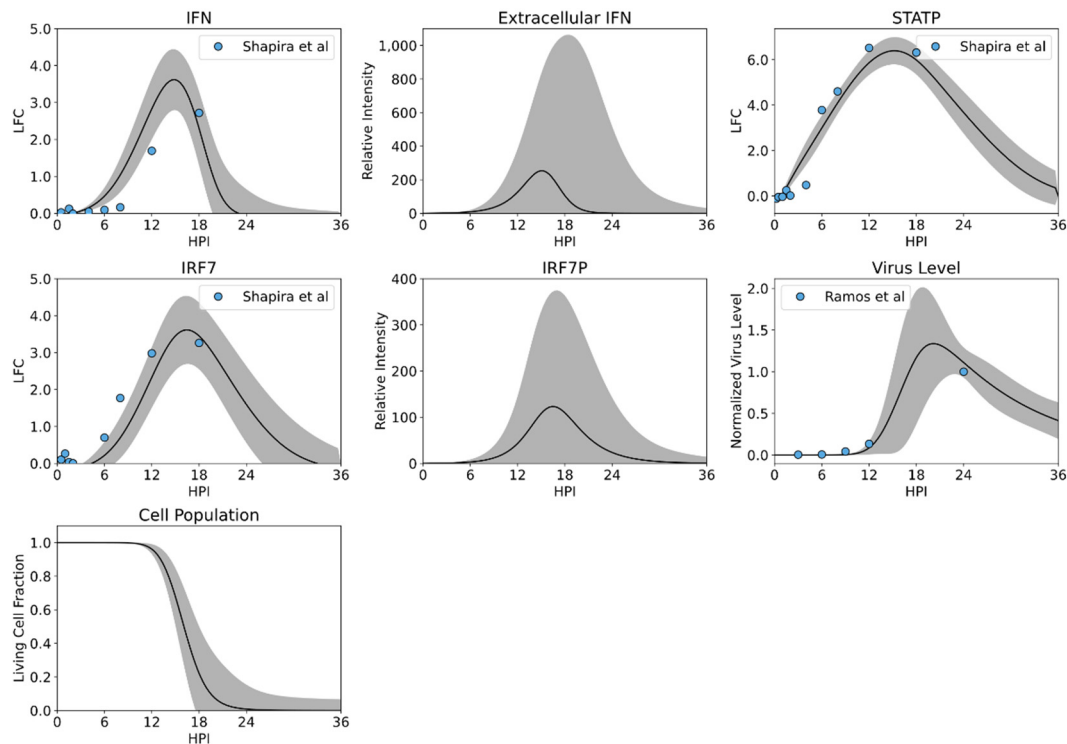 IFN
5.0
4.0
3.0
2.0
1.0
0.0
LFC
Shapira et al
0 6 12 18 24 30 36
HPI
Extracellular IFN
1,000
800
600
400
200
0
Relative Intensity
0 6 12 18 24 30 36
HPI
STATP
6.0
4.0
2.0
0.0
LFC
Shapira et al
0 6 12 18 24 30 36
HPI
IRF7
5.0
4.0
3.0
2.0
1.0
0.0
LFC
Shapira et al
0 6 12 18 24 30 36
HPI
IRF7P
400
300
200
100
0
Relative Intensity
0 6 12 18 24 30 36
HPI
Virus Level
2.0
1.5
1.0
0.5
0.0
Normalized Virus Level
Ramos et al
0 6 12 18 24 36
HPI
Cell Population
1.0
0.8
0.6
0.4
0.2
0.0
Living Cell Fraction
0 6 12 18 24 36
HPI